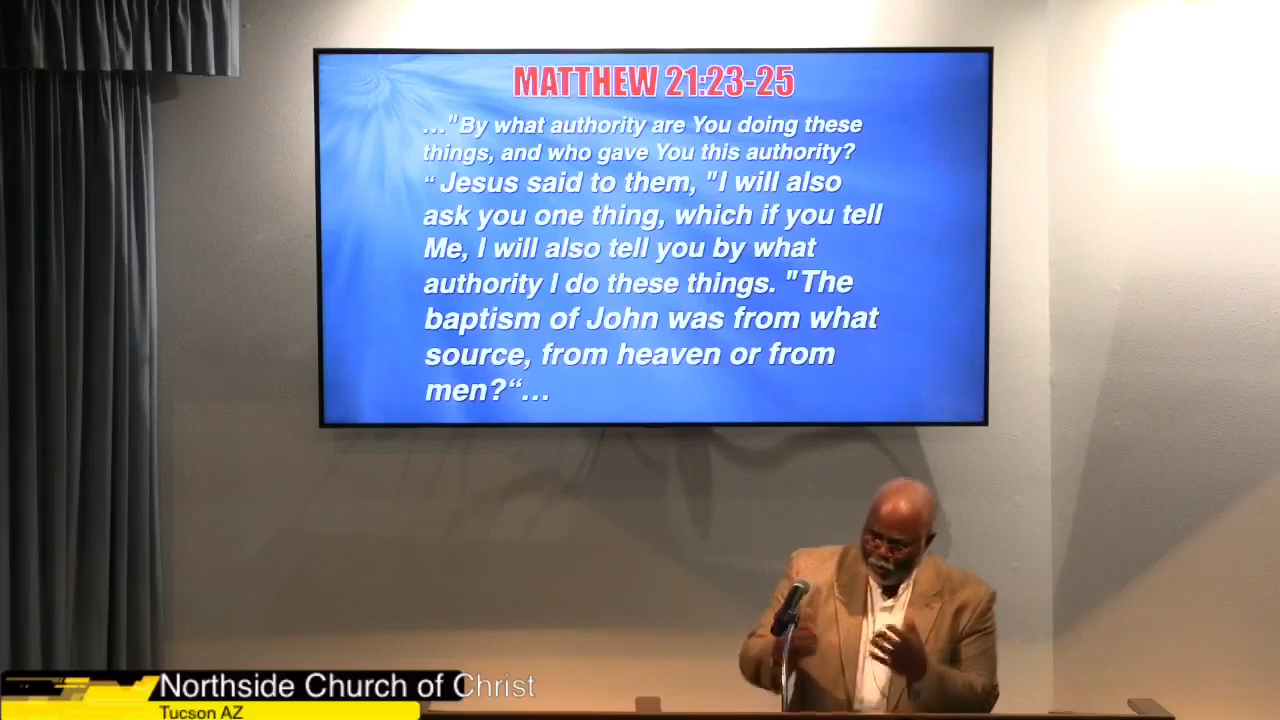 MATTHEW 21:23-25
..."By what authority are You doing these
things, and who gave You this authority?
“ Jesus said to them, "I will also
ask you one thing, which if you tell
Me, I will also tell you by what
authority I do these things. "The
baptism of John was from what
source, from heaven or from
men?“...
Northside Church of Christ
Tucson AZ